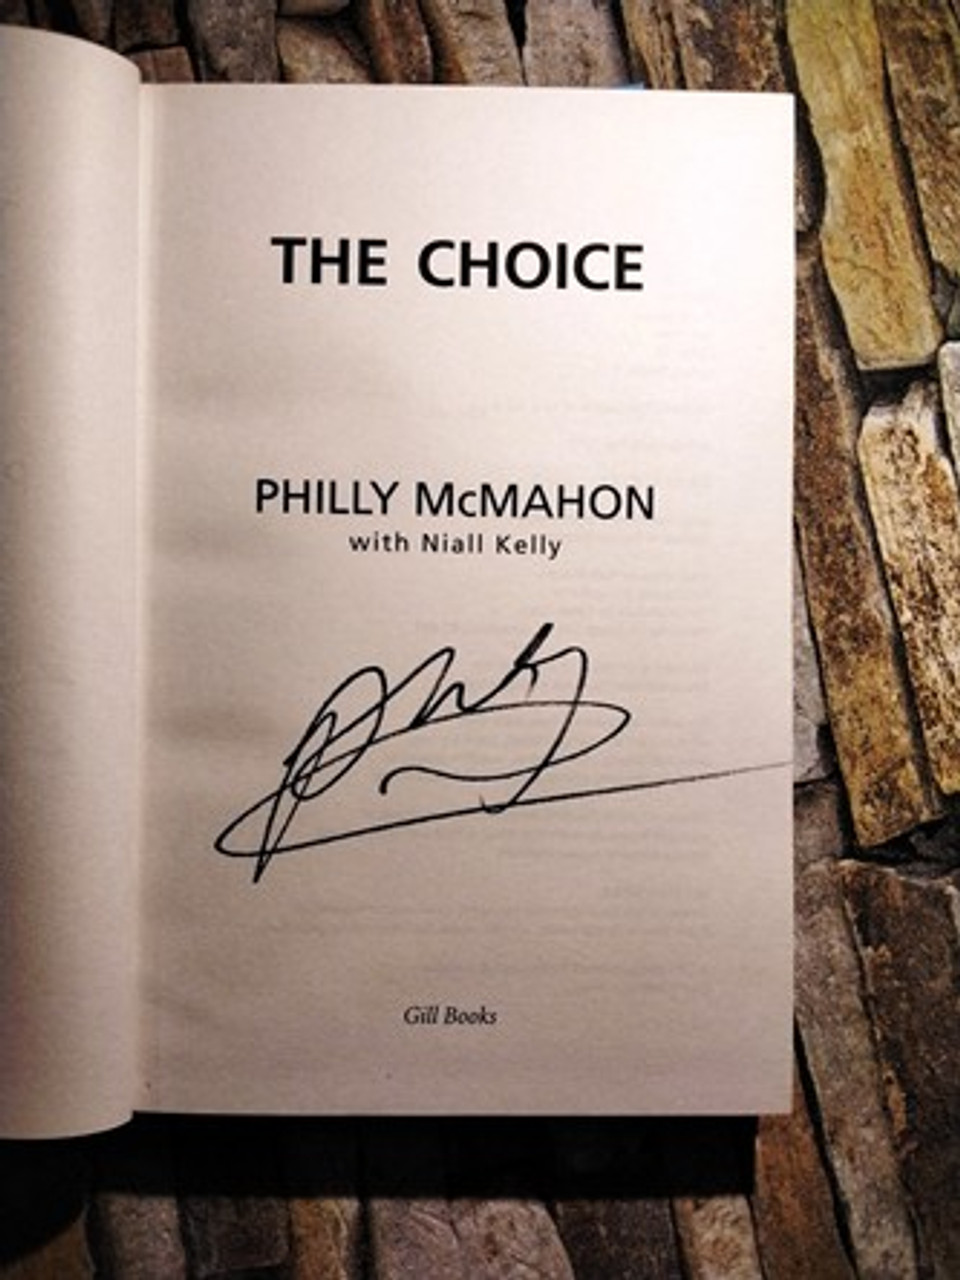 THE CHOICE
PHILLY McMAHON
with Niall Kelly
Gill Books